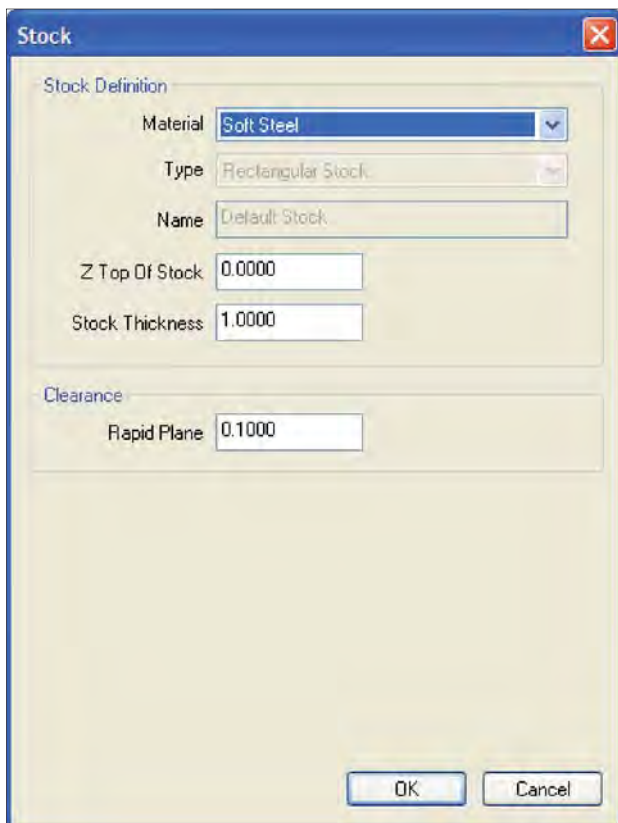 Stock
Stock Definition
Material Soft Steel
Type Rectangular Stock
Name Default Stock
Z Top Of Stock 0.0000
Stock Thickness 1.0000
Clearance
Rapid Plane 0.1000
OK Cancel